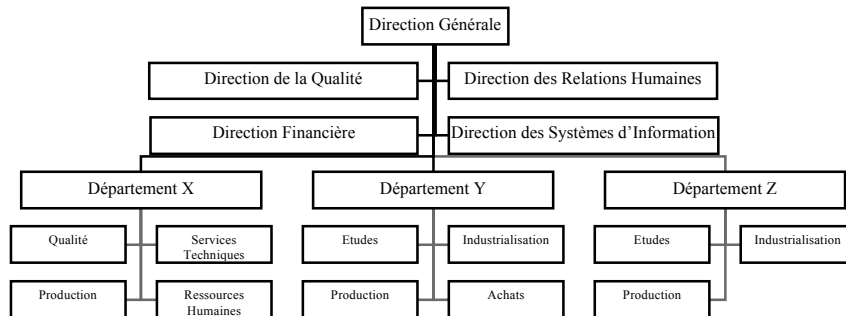 Direction Générale
Direction de la Qualité
Direction des Relations Humaines
Direction Financière
Direction des Systèmes d'Information
Département X
Département Y
Département Z
Qualité
Services
Techniques
Etudes
Industrialisation
Etudes
Industrialisation
Production
Ressources
Humaines
Production
Achats
Production